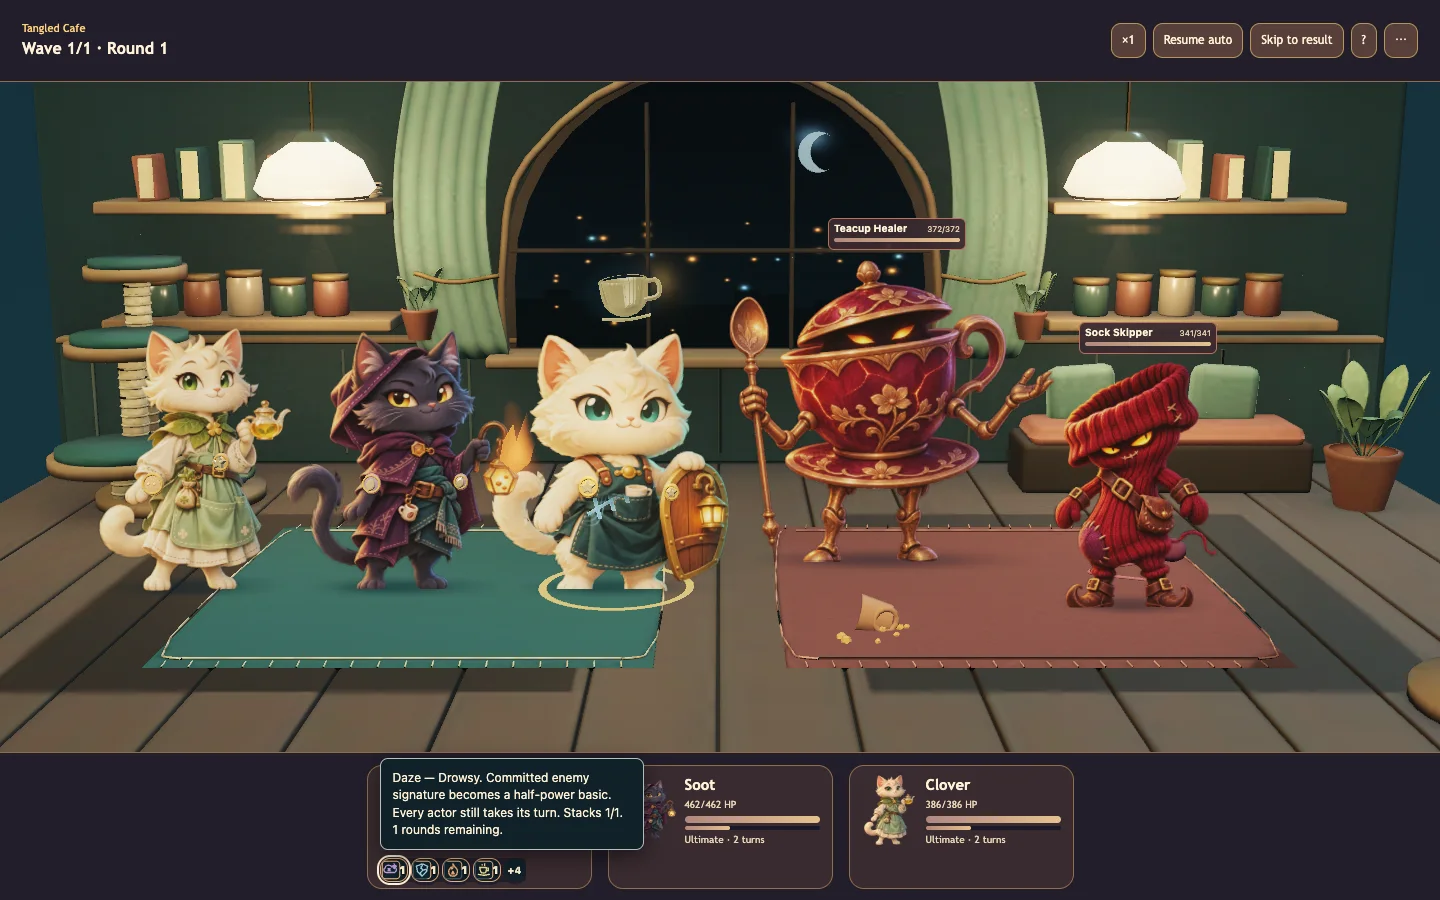 Tangled Cafe
Wave 1/1 · Round 1
×1
Resume auto
Skip to result
?
···
Teacup Healer 372/372
Sock Skipper 341/341
Daze — Drowsy. Committed enemy
signature becomes a half-power basic.
Every actor still takes its turn. Stacks 1/1.
1 rounds remaining.
1
1
1
1
+4
Soot
462/462 HP
Ultimate · 2 turns
Clover
386/386 HP
Ultimate · 2 turns